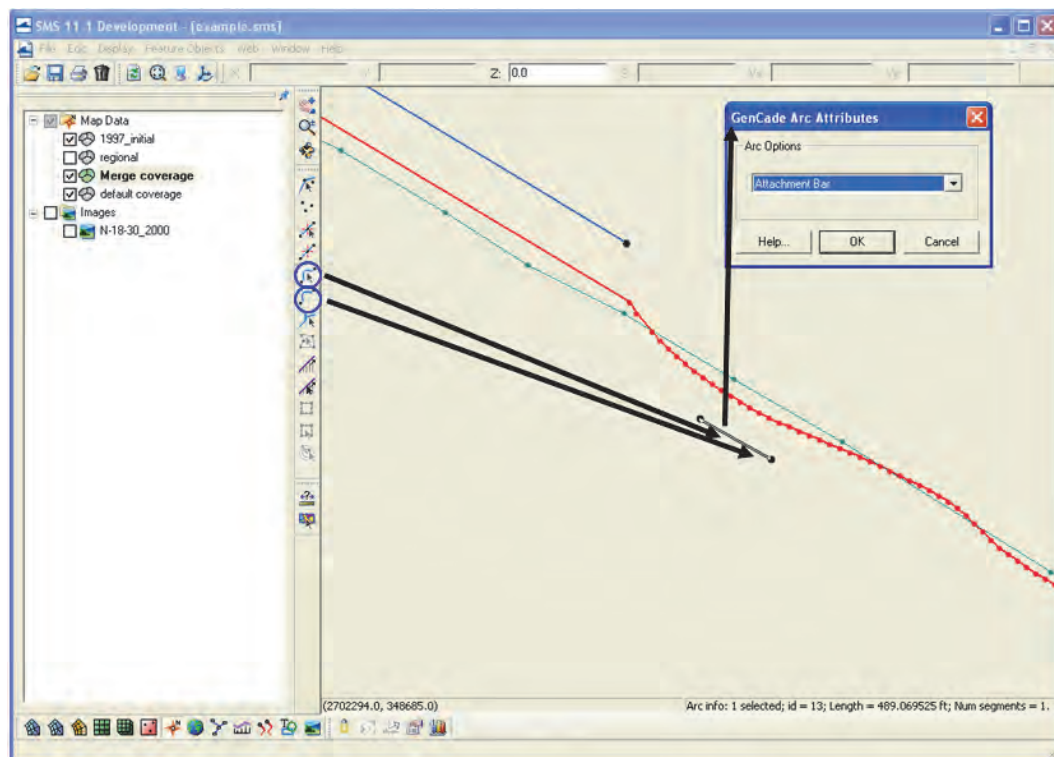 SMS 11.1 Development - [example.sms]
File Edit Display Feature Objects Web Window Help
X: Y: Z: 0.0 S: Vx: Vy:
Map Data
1997_initial
regional
Merge coverage
default coverage
Images
N-18-30_2000
GenCade Arc Attributes
Arc Options
Attachment Bar
Help... OK Cancel
(2702294.0, 348685.0) Arc info: 1 selected; id = 13; Length = 489.069525 ft; Num segments = 1.